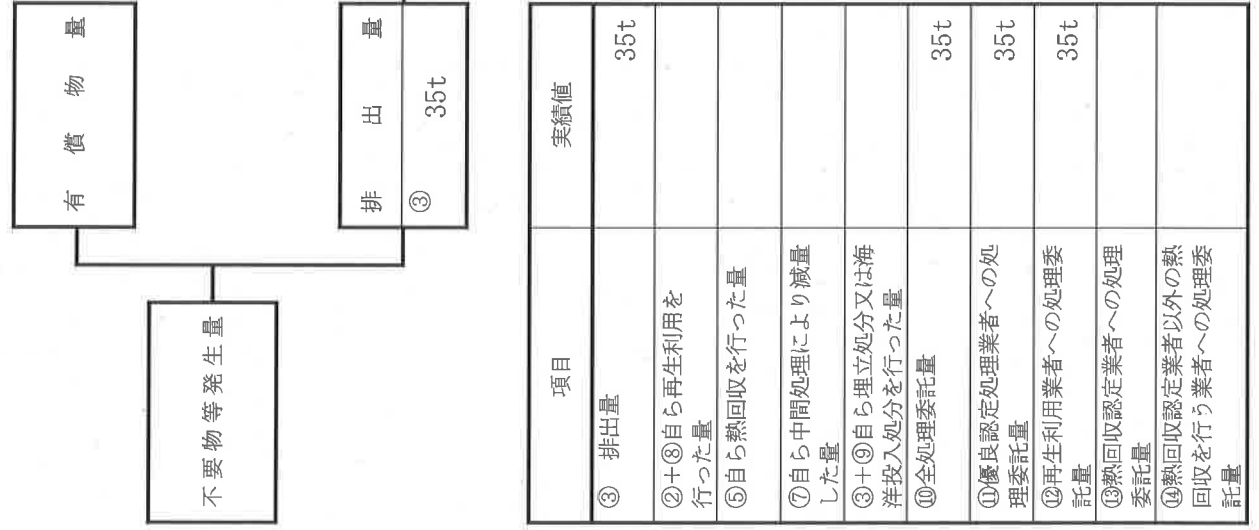 有償物量
不要物等発生量
排出量
③
35t
項目
実績値
③ 排出量
35t
②+⑧自ら再生利用を
行った量
⑤自ら熱回収を行った量
⑦自ら中間処理により減量
した量
③+⑨自ら埋立処分又は海
洋投入処分を行った量
⑩全処理委託量
35t
⑪優良認定処理業者への処
理委託量
35t
⑫再生利用業者への処理委
託量
35t
⑬熱回収認定業者への処理
委託量
⑭熱回収認定業者以外の熱
回収を行う業者への処理委
託量